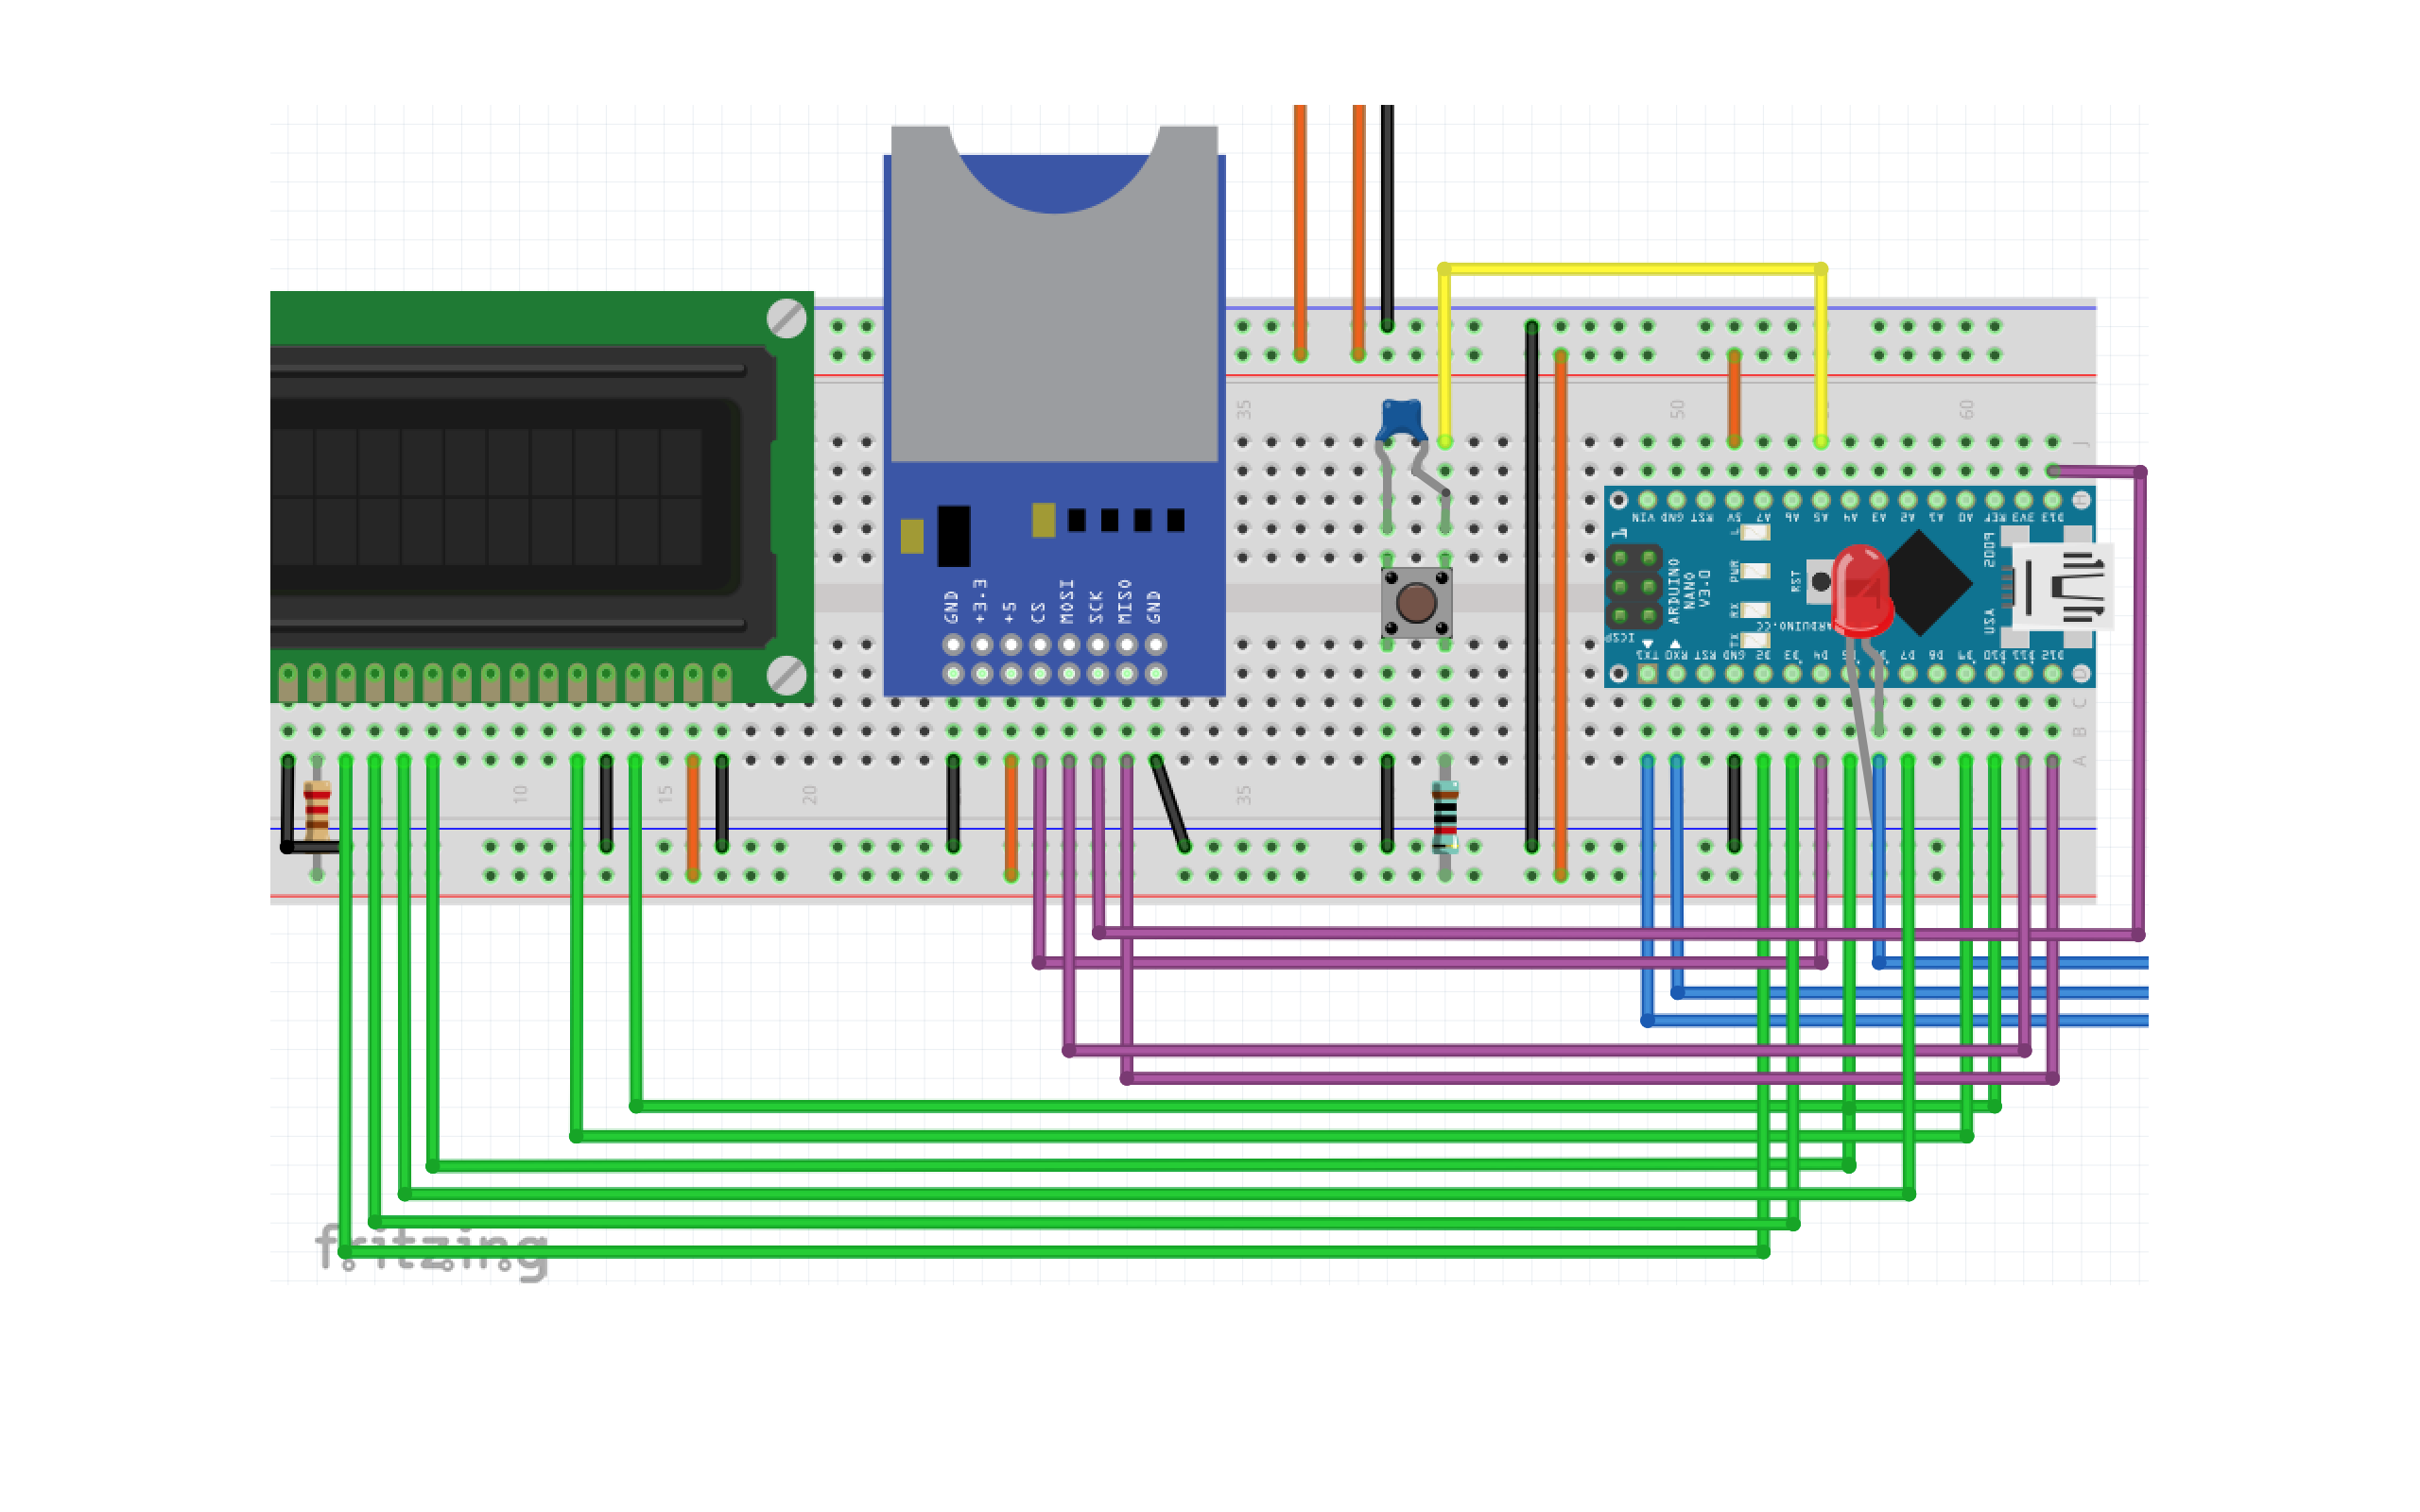 35
50
60
J
H
GND
+3.3
+5
CS
MOSI
SCK
MISO
GND
VIN GND RST 5V A7 A6 A5 A4 A3 A2 A1 A0 REF 3V3 D13
1
L
PWR
RX
TX
RST
ARDUINO
NANO
V3.0
ARDUINO.CC
2009
USA
ICSP
TX1 RX0 RST GND D2 D3 D4 D7 D8 D9 D10 D11 D12
D
C
B
A
10
15
20
35
fritzing